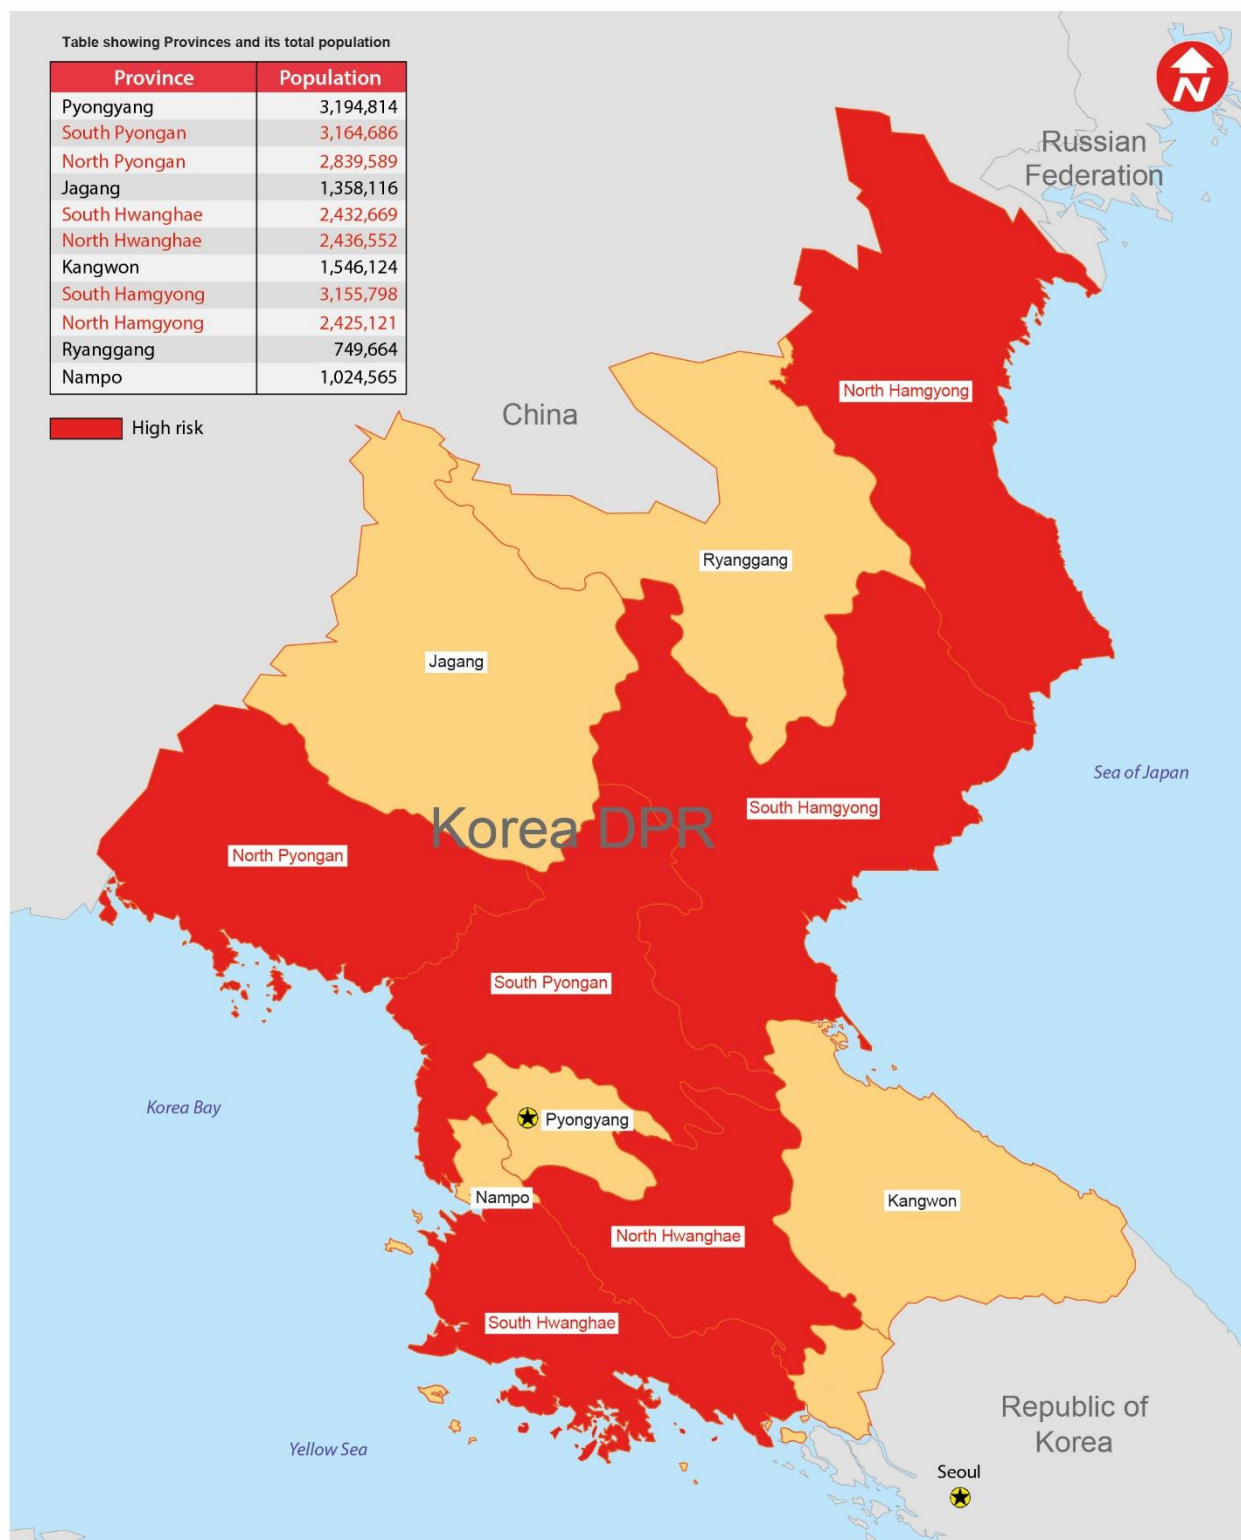 Table showing Provinces and its total population
Province Population
Pyongyang 3,194,814
South Pyongan 3,164,686
North Pyongan 2,839,589
Jagang 1,358,116
South Hwanghae 2,432,669
North Hwanghae 2,436,552
Kangwon 1,546,124
South Hamgyong 3,155,798
North Hamgyong 2,425,121
Ryanggang 749,664
Nampo 1,024,565
High risk
N
Russian
Federation
North Hamgyong
China
Ryanggang
Jagang
Sea of Japan
South Hamgyong
Korea DPR
North Pyongan
South Pyongan
Korea Bay
Pyongyang
Nampo
Kangwon
North Hwanghae
South Hwanghae
Republic of
Korea
Yellow Sea
Seoul